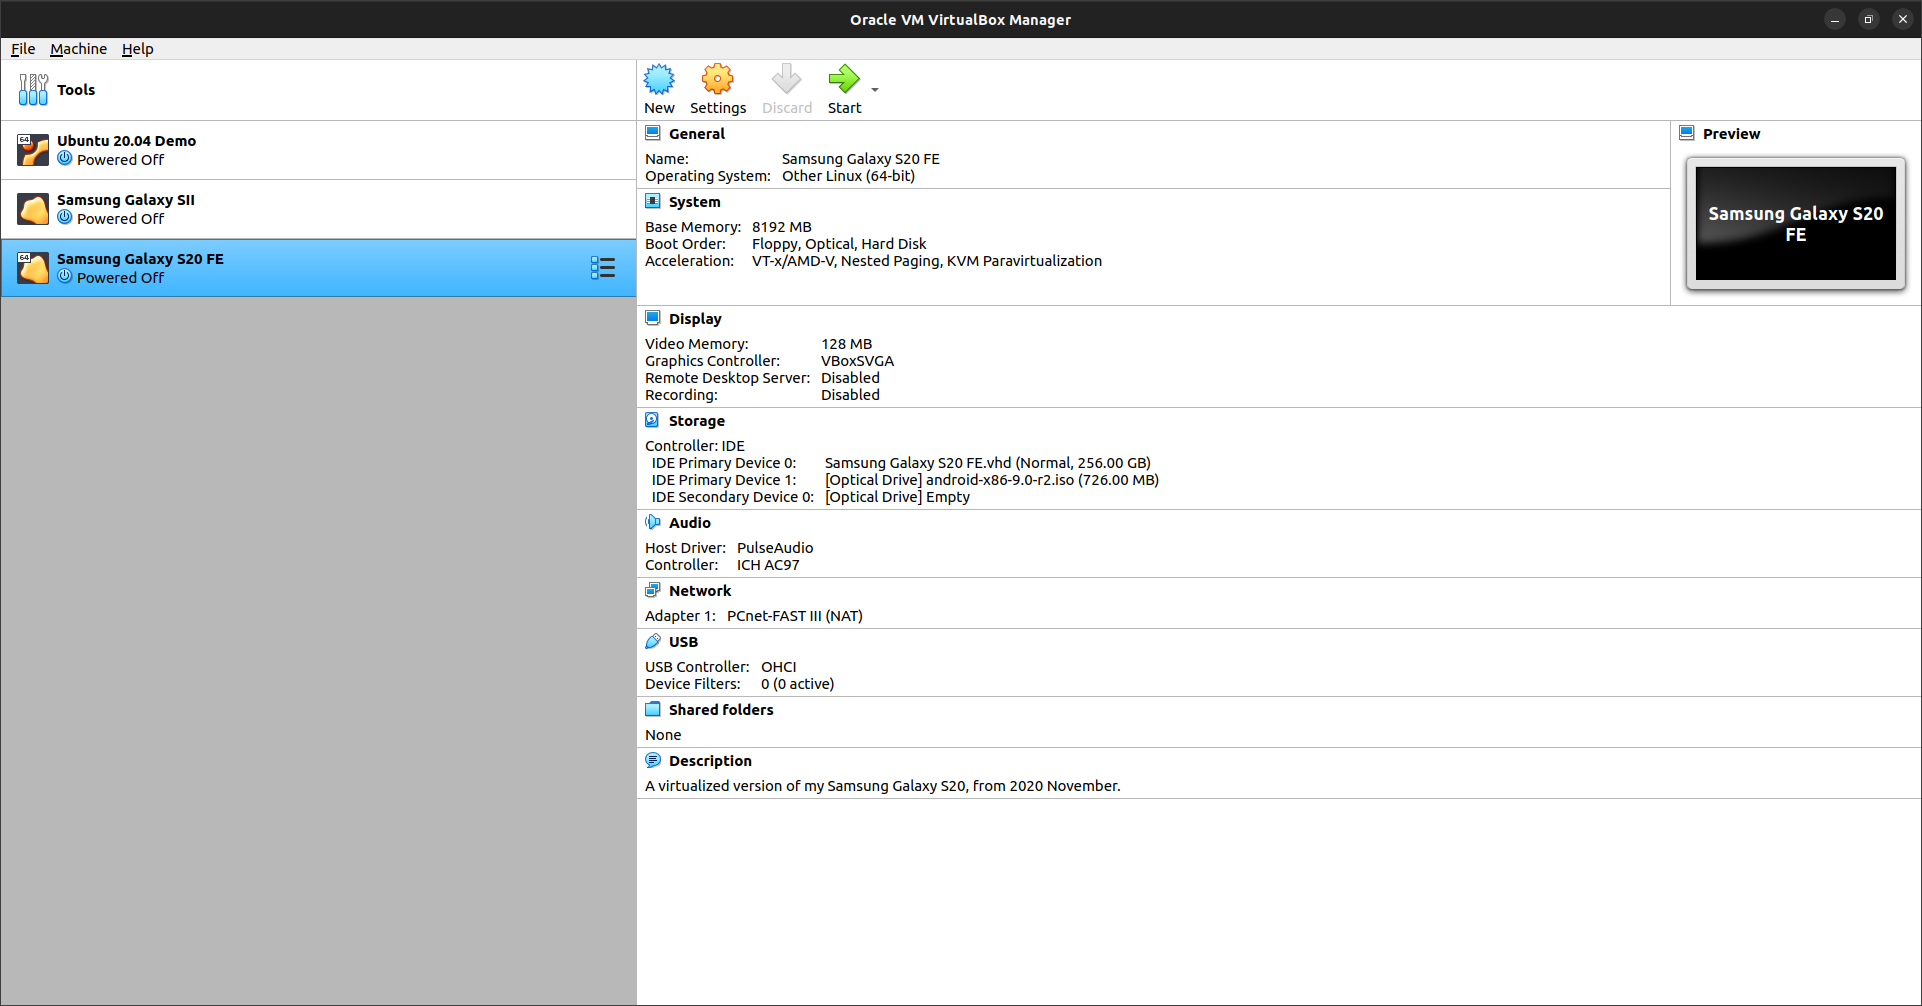 Oracle VM VirtualBox Manager
File Machine Help
Tools
New Settings Discard Start
64
Ubuntu 20.04 Demo
Powered Off
Samsung Galaxy SII
Powered Off
64
Samsung Galaxy S20 FE
Powered Off
General
Name: Samsung Galaxy S20 FE
Operating System: Other Linux (64-bit)
System
Base Memory: 8192 MB
Boot Order: Floppy, Optical, Hard Disk
Acceleration: VT-x/AMD-V, Nested Paging, KVM Paravirtualization
Preview
Samsung Galaxy S20
FE
Display
Video Memory: 128 MB
Graphics Controller: VBoxSVGA
Remote Desktop Server: Disabled
Recording: Disabled
Storage
Controller: IDE
IDE Primary Device 0: Samsung Galaxy S20 FE.vhd (Normal, 256.00 GB)
IDE Primary Device 1: [Optical Drive] android-x86-9.0-r2.iso (726.00 MB)
IDE Secondary Device 0: [Optical Drive] Empty
Audio
Host Driver: PulseAudio
Controller: ICH AC97
Network
Adapter 1: PCnet-FAST III (NAT)
USB
USB Controller: OHCI
Device Filters: 0 (0 active)
Shared folders
None
Description
A virtualized version of my Samsung Galaxy S20, from 2020 November.